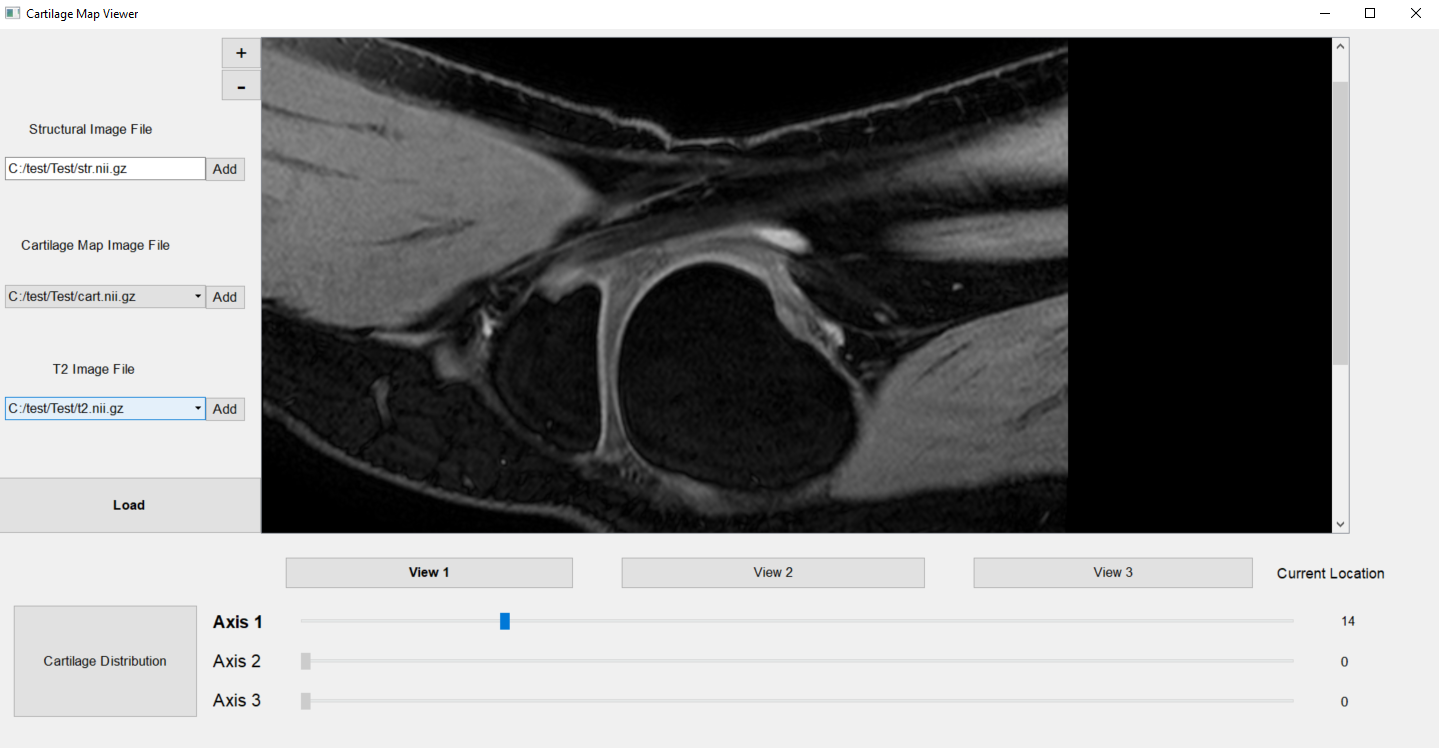 Cartilage Map Viewer
+
-
Structural Image File
C:/test/Test/str.nii.gz Add
Cartilage Map Image File
C:/test/Test/cart.nii.gz Add
T2 Image File
C:/test/Test/t2.nii.gz Add
Load
View 1 View 2 View 3 Current Location
Axis 1 14
Cartilage Distribution Axis 2 0
Axis 3 0